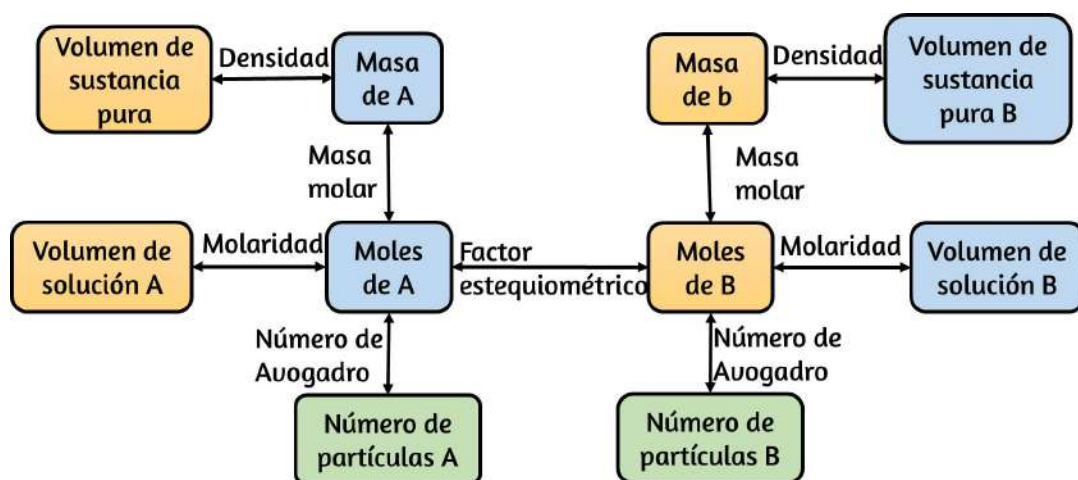 Volumen de
sustancia
pura
Densidad
Masa
de A
Masa
de b
Densidad
Volumen de
sustancia
pura B
Masa
molar
Masa
molar
Volumen de
solución A
Molaridad
Moles
de A
Factor
estequiométrico
Moles
de B
Molaridad
Volumen de
solución B
Número de
Avogadro
Número de
Avogadro
Número de
partículas A
Número de
partículas B